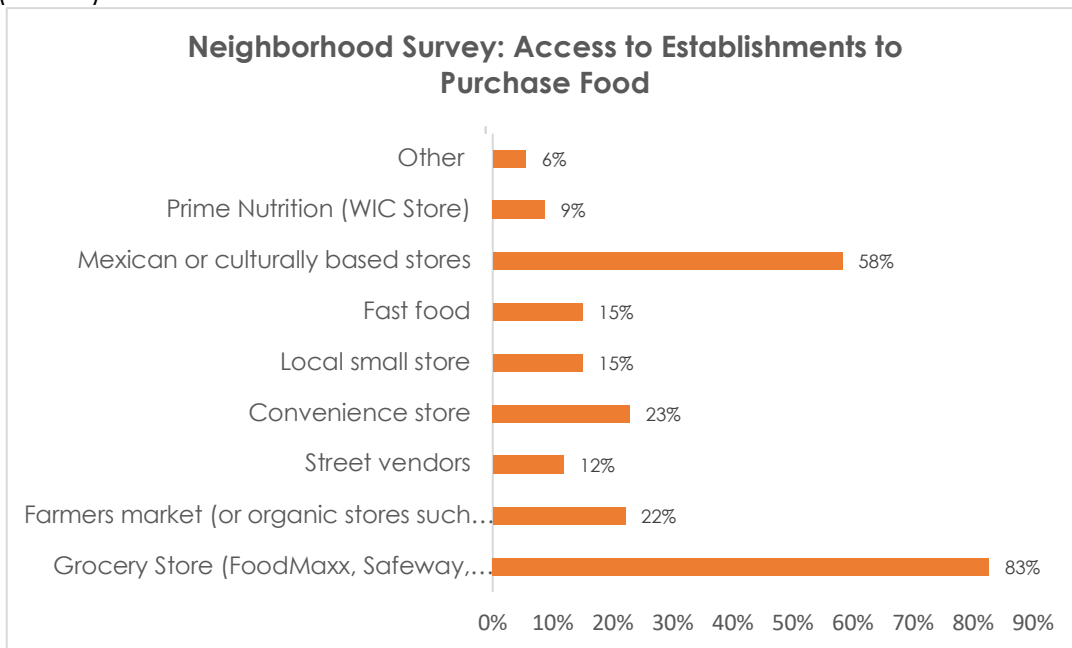 Neighborhood Survey: Access to Establishments to
Purchase Food
Other 6%
Prime Nutrition (WIC Store) 9%
Mexican or culturally based stores 58%
Fast food 15%
Local small store 15%
Convenience store 23%
Street vendors 12%
Farmers market (or organic stores such… 22%
Grocery Store (FoodMaxx, Safeway,… 83%
0% 10% 20% 30% 40% 50% 60% 70% 80% 90%